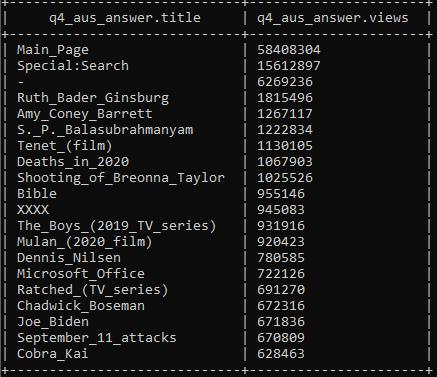 q4_aus_answer.title | q4_aus_answer.views
Main_Page | 58408304
Special:Search | 15612897
- | 6269236
Ruth_Bader_Ginsburg | 1815496
Amy_Coney_Barrett | 1267117
S._P._Balasubrahmanyam | 1222834
Tenet_(film) | 1130105
Deaths_in_2020 | 1067903
Shooting_of_Breonna_Taylor | 1025526
Bible | 955146
XXXX | 945083
The_Boys_(2019_TV_series) | 931916
Mulan_(2020_film) | 920423
Dennis_Nilsen | 780585
Microsoft_Office | 722126
Ratched_(TV_series) | 691270
Chadwick_Boseman | 672316
Joe_Biden | 671836
September_11_attacks | 670809
Cobra_Kai | 628463